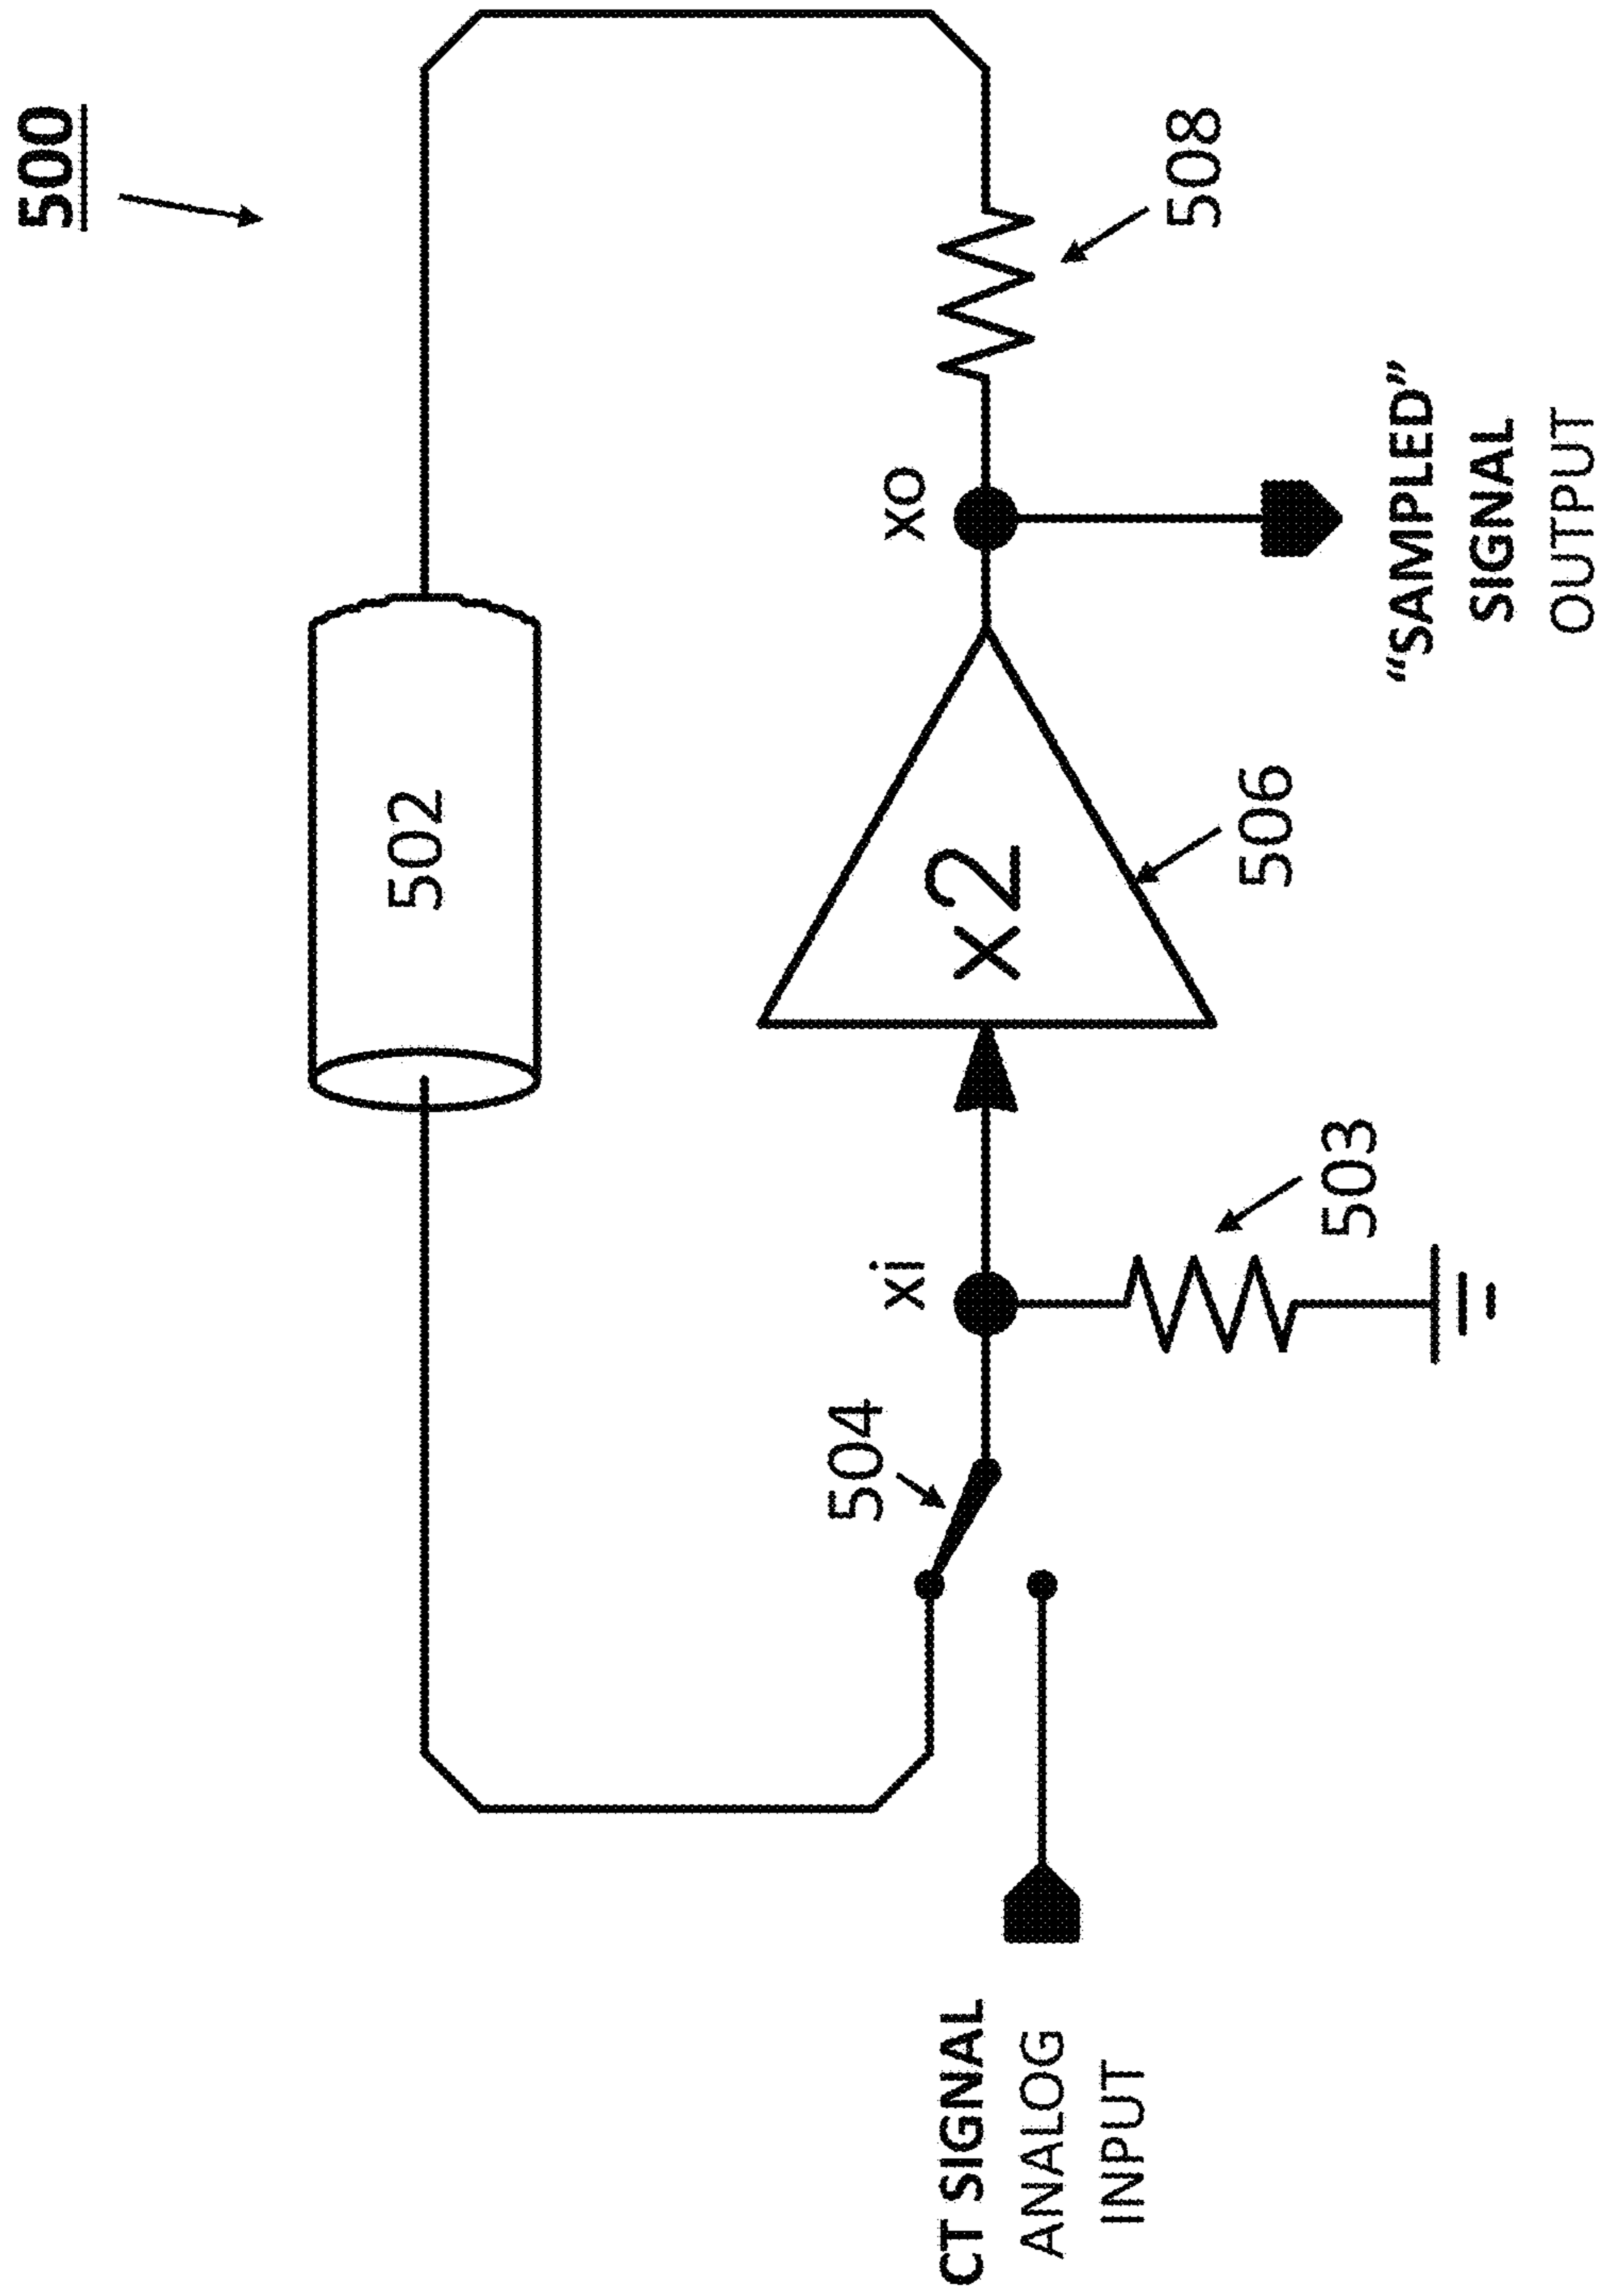 500
502
504
xi
x2
xo
508
503
506
CT SIGNAL
ANALOG
INPUT
“SAMPLED”
SIGNAL
OUTPUT